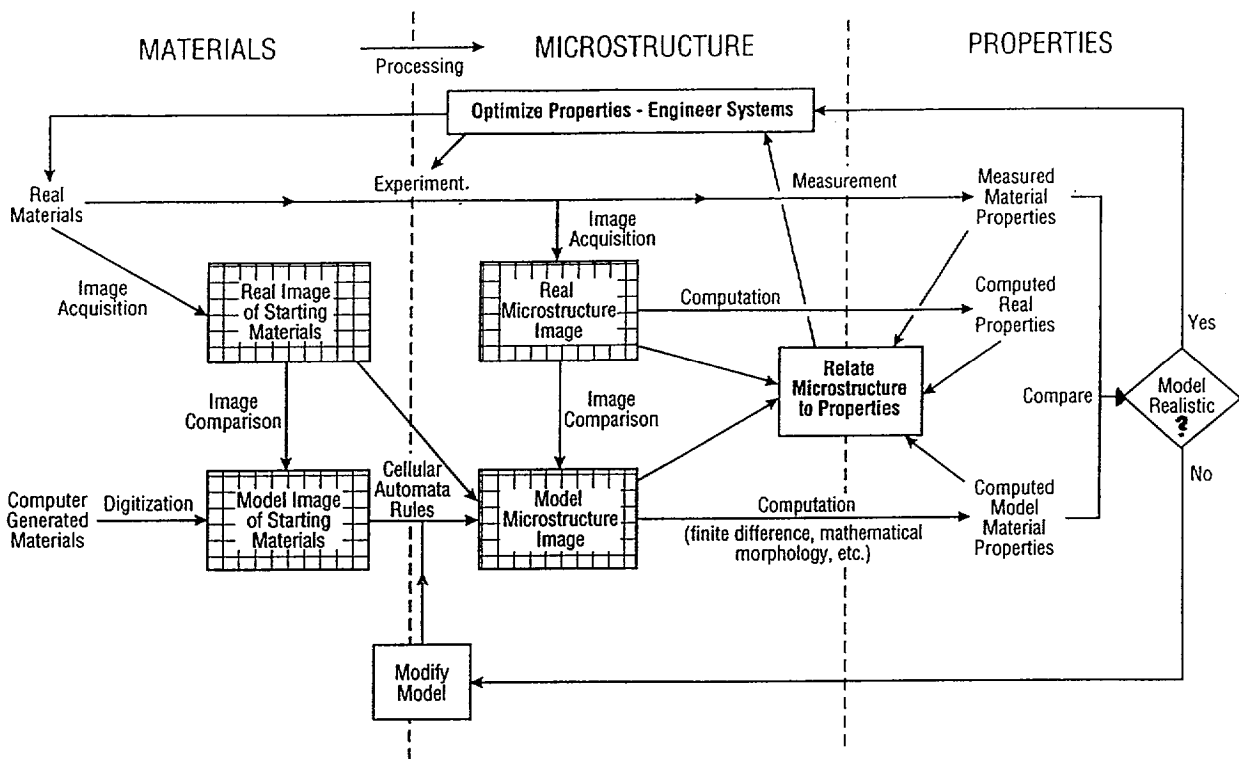 MATERIALS
Processing
MICROSTRUCTURE
PROPERTIES
Optimize Properties - Engineer Systems
Real
Materials
Experiment.
Measurement
Measured
Material
Properties
Image
Acquisition
Image
Acquisition
Real Image
of Starting
Materials
Real
Microstructure
Image
Computation
Computed
Real
Properties
Yes
Relate
Microstructure
to Properties
Compare
Model
Realistic
?
No
Image
Comparison
Image
Comparison
Computer
Generated
Materials
Digitization
Model Image
of Starting
Materials
Cellular
Automata
Rules
Model
Microstructure
Image
Computation
(finite difference, mathematical
morphology, etc.)
Computed
Model
Material
Properties
Modify
Model